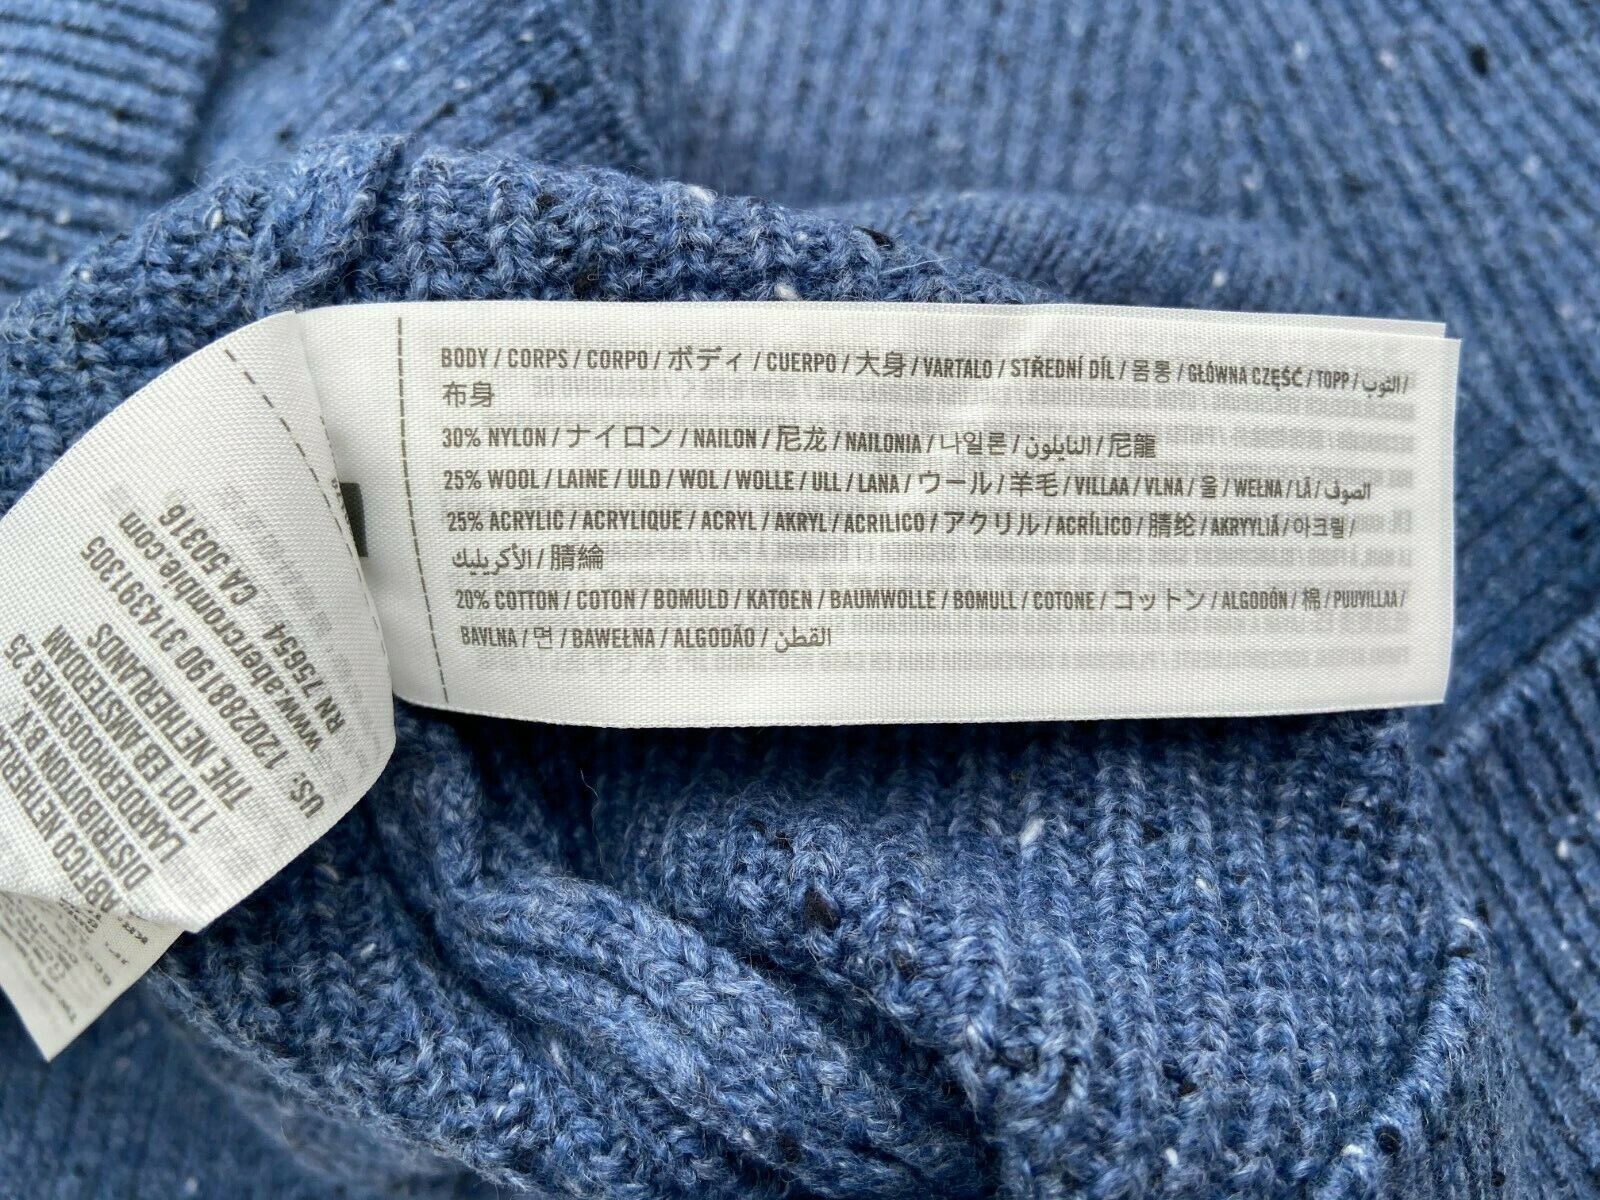 BODY / CORPS / CORPO / ボディ / CUERPO / 大身 / VARTALO / STŘEDNÍ DÍL / 몸통 / GŁÓWNA CZĘŚĆ / TOPP / الثوب /
布身
30% NYLON / ナイロン / NAILON / 尼龙 / NAILONIA / 나일론 / النايلون / 尼龍
25% WOOL / LAINE / ULD / WOL / WOLLE / ULL / LANA / ウール / 羊毛 / VILLAA / VLNA / 울 / WEŁNA / LÃ / الصوف
25% ACRYLIC / ACRYLIQUE / ACRYL / AKRYL / ACRILICO / アクリル / ACRÍLICO / 腈纶 / AKRYYLIÄ / 아크릴 /
الأكريليك / 腈綸
20% COTTON / COTON / BOMULD / KATOEN / BAUMWOLLE / BOMULL / COTONE / コットン / ALGODÓN / 棉 / PUUVILLAA /
BAVLNA / 면 / BAWEŁNA / ALGODÃO / القطن
ABFICO
DISTRIBUTION B.V.
LAARDERHOOGTWEG 25
1101 EB AMSTERDAM
THE NETHERLANDS
US: 120288190 314391305
www.abercrombie.com
RN 75654 CA 50316